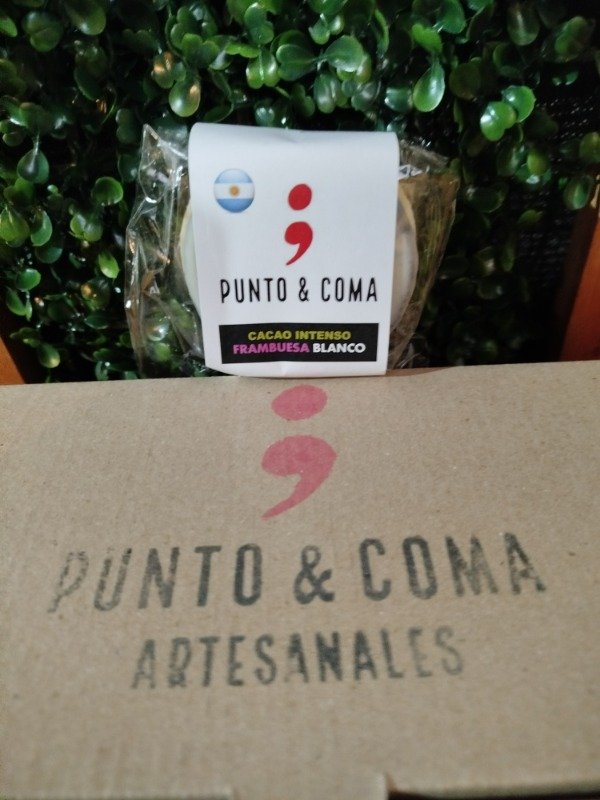 ;
PUNTO & COMA
CACAO INTENSO
FRAMBUESA BLANCO
;
PUNTO & COMA
ARTESANALES